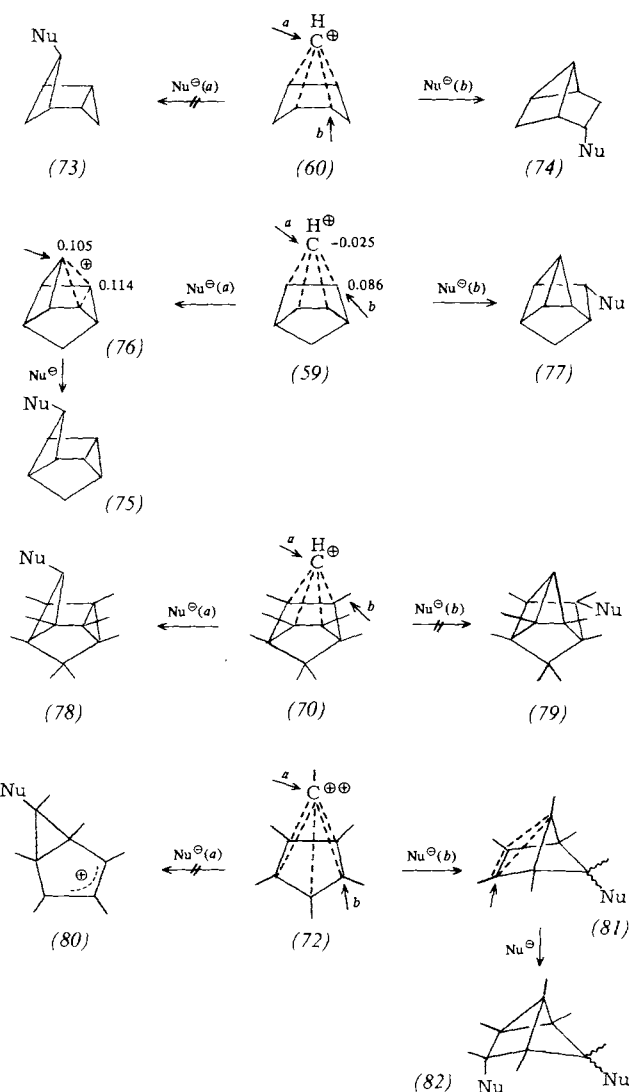 Nu
a
H
C ⊕
Nu⊖(a)
Nu⊖(b)
b
Nu
(73)
(60)
(74)
a
H⊕
C
-0.025
0.105
⊕
0.114
0.086
b
Nu⊖(a)
Nu⊖(b)
Nu
(76)
(59)
(77)
Nu⊖
Nu
(75)
Nu
a
H
C ⊕
b
Nu⊖(a)
Nu⊖(b)
Nu
(78)
(70)
(79)
a
C ⊕⊕
Nu
⊕
Nu⊖(a)
Nu⊖(b)
b
Nu
(80)
(72)
(81)
Nu⊖
(82)
Nu
Nu